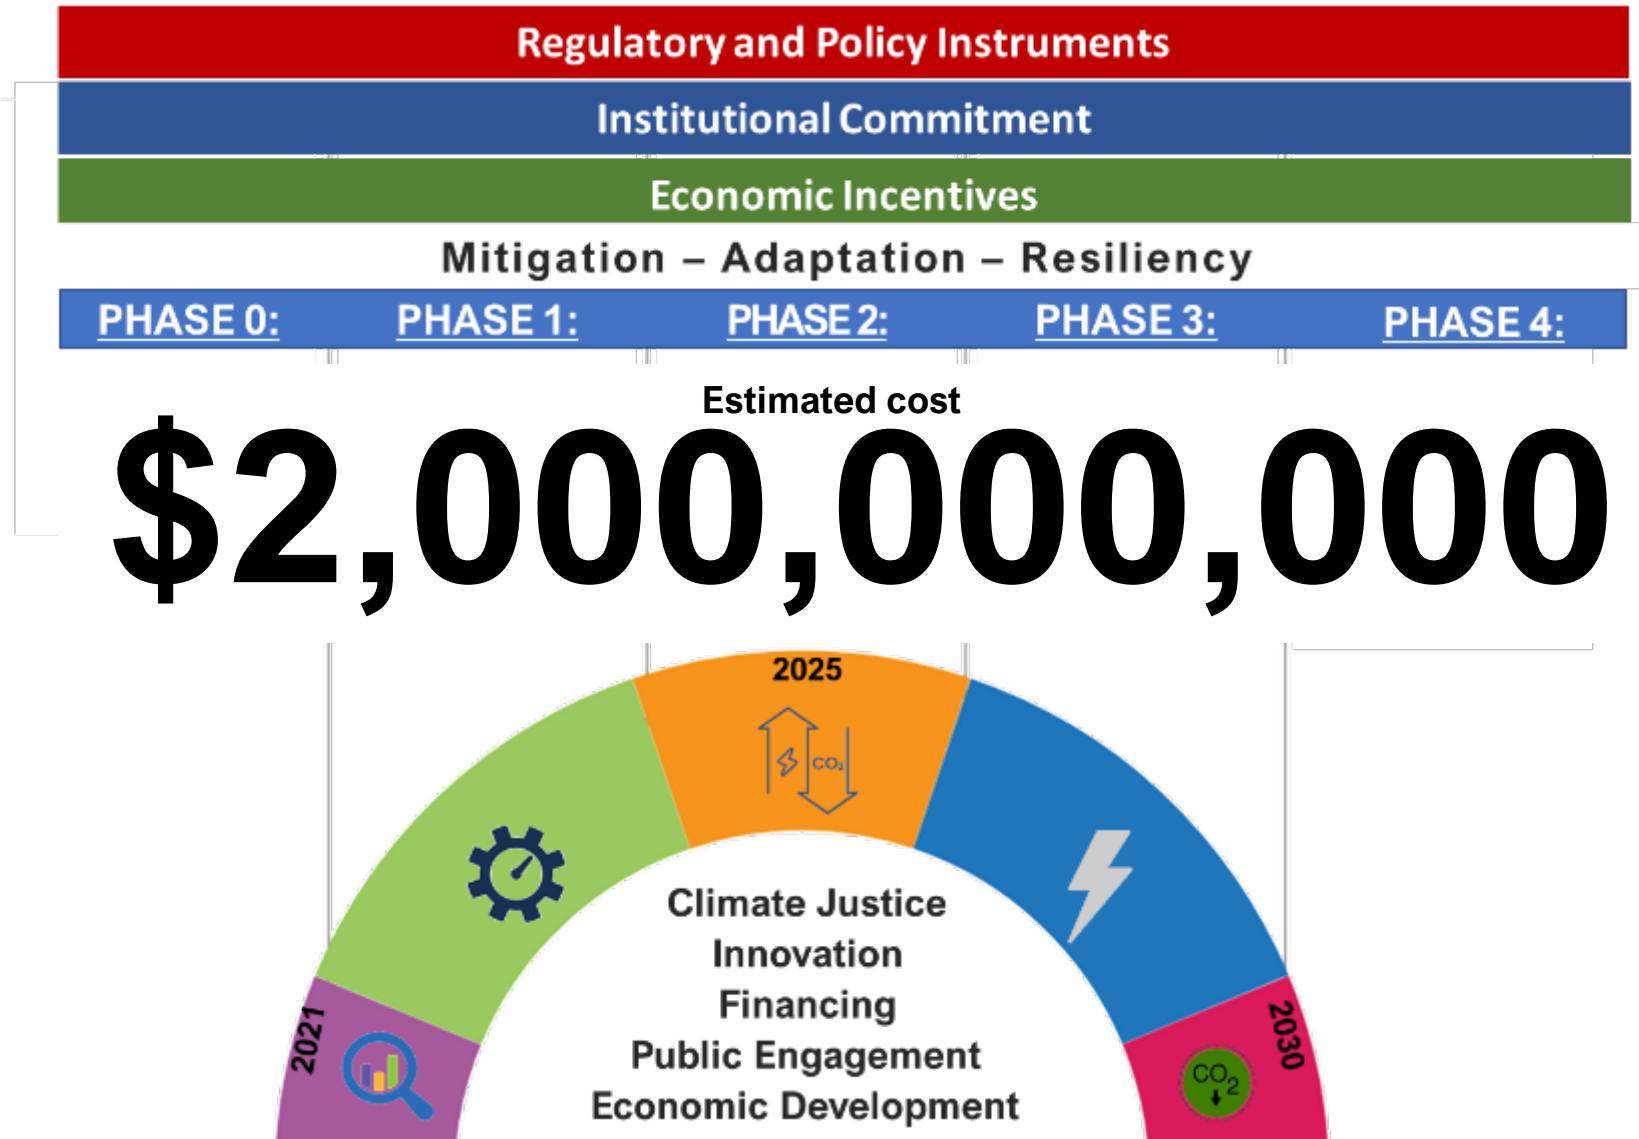 Regulatory and Policy Instruments
Institutional Commitment
Economic Incentives
Mitigation – Adaptation – Resiliency
PHASE 0: PHASE 1: PHASE 2: PHASE 3: PHASE 4:
Estimated cost
$2,000,000,000
2025
CO₂
Climate Justice
Innovation
Financing
Public Engagement
Economic Development
2021
2030
CO₂